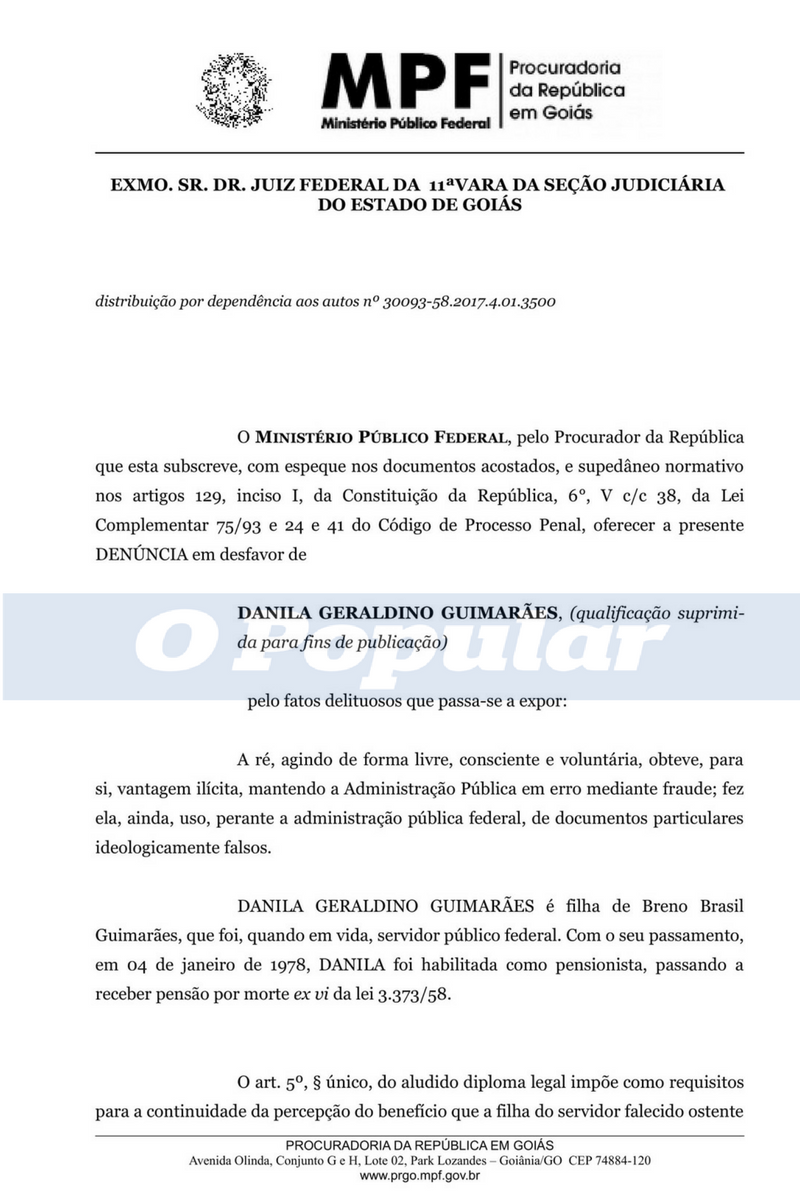 MPF
Ministério Público Federal
Procuradoria
da República
em Goiás
EXMO. SR. DR. JUIZ FEDERAL DA 11ªVARA DA SEÇÃO JUDICIÁRIA
DO ESTADO DE GOIÁS
distribuição por dependência aos autos nº 30093-58.2017.4.01.3500
O MINISTÉRIO PÚBLICO FEDERAL, pelo Procurador da República
que esta subscreve, com espeque nos documentos acostados, e supedâneo normativo
nos artigos 129, inciso I, da Constituição da República, 6°, V c/c 38, da Lei
Complementar 75/93 e 24 e 41 do Código de Processo Penal, oferecer a presente
DENÚNCIA em desfavor de
DANILA GERALDINO GUIMARÃES, (qualificação suprimi-
da para fins de publicação)
O Popular
pelo fatos delituosos que passa-se a expor:
A ré, agindo de forma livre, consciente e voluntária, obteve, para
si, vantagem ilícita, mantendo a Administração Pública em erro mediante fraude; fez
ela, ainda, uso, perante a administração pública federal, de documentos particulares
ideologicamente falsos.
DANILA GERALDINO GUIMARÃES é filha de Breno Brasil
Guimarães, que foi, quando em vida, servidor público federal. Com o seu passamento,
em 04 de janeiro de 1978, DANILA foi habilitada como pensionista, passando a
receber pensão por morte ex vi da lei 3.373/58.
O art. 5º, § único, do aludido diploma legal impõe como requisitos
para a continuidade da percepção do benefício que a filha do servidor falecido ostente
PROCURADORIA DA REPÚBLICA EM GOIÁS
Avenida Olinda, Conjunto G e H, Lote 02, Park Lozandes – Goiânia/GO CEP 74884-120
www.prgo.mpf.gov.br